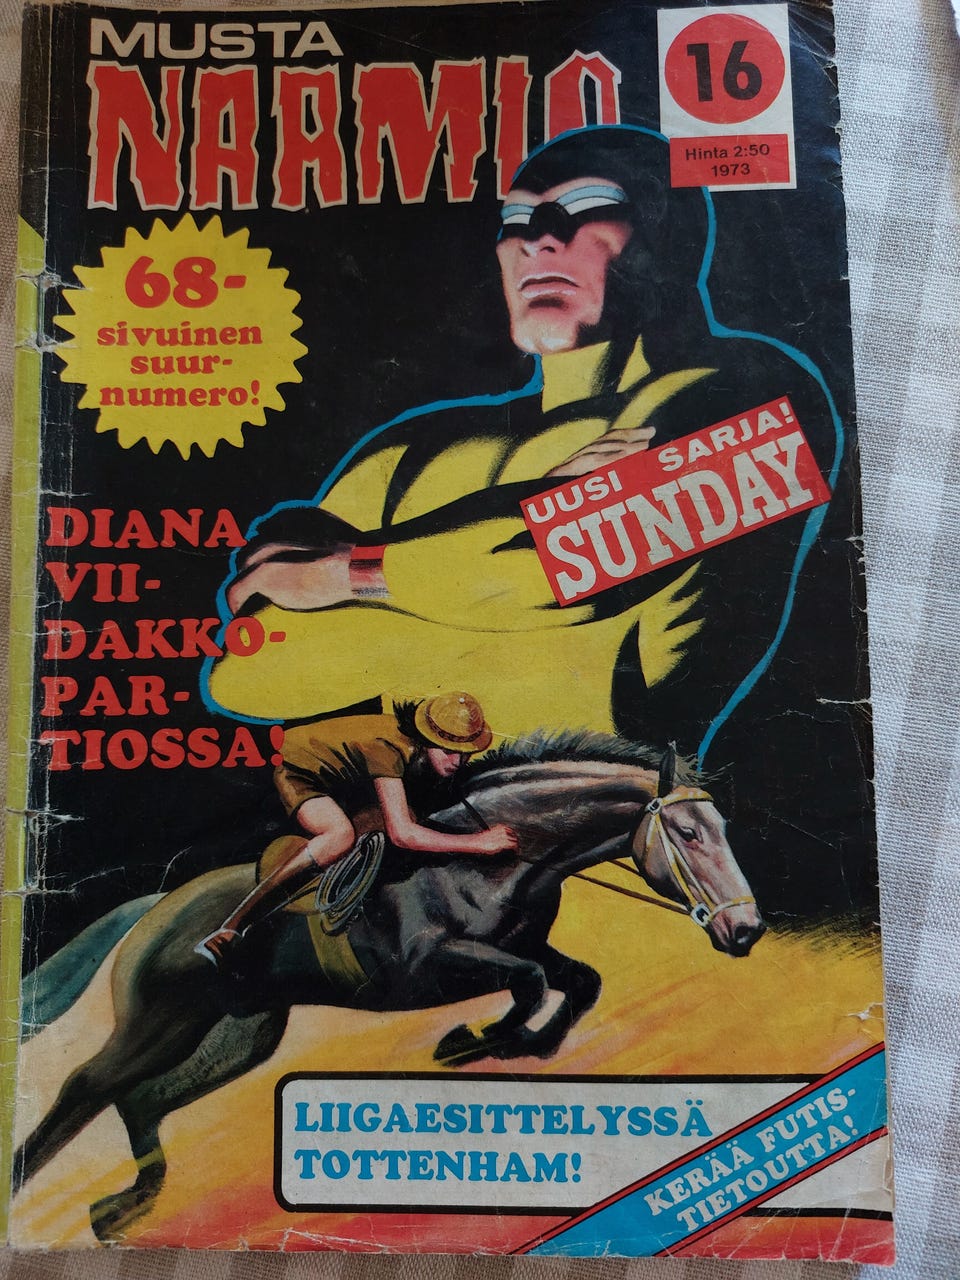 MUSTA
NAAMIO
16
Hinta 2:50
1973
68-
sivuinen
suur-
numero!
UUSI SARJA!
SUNDAY
DIANA
VII-
DAKKO-
PAR-
TIOSSA!
LIIGAESITTELYSSÄ
TOTTENHAM!
KERÄÄ FUTIS-
TIETOUTTA!